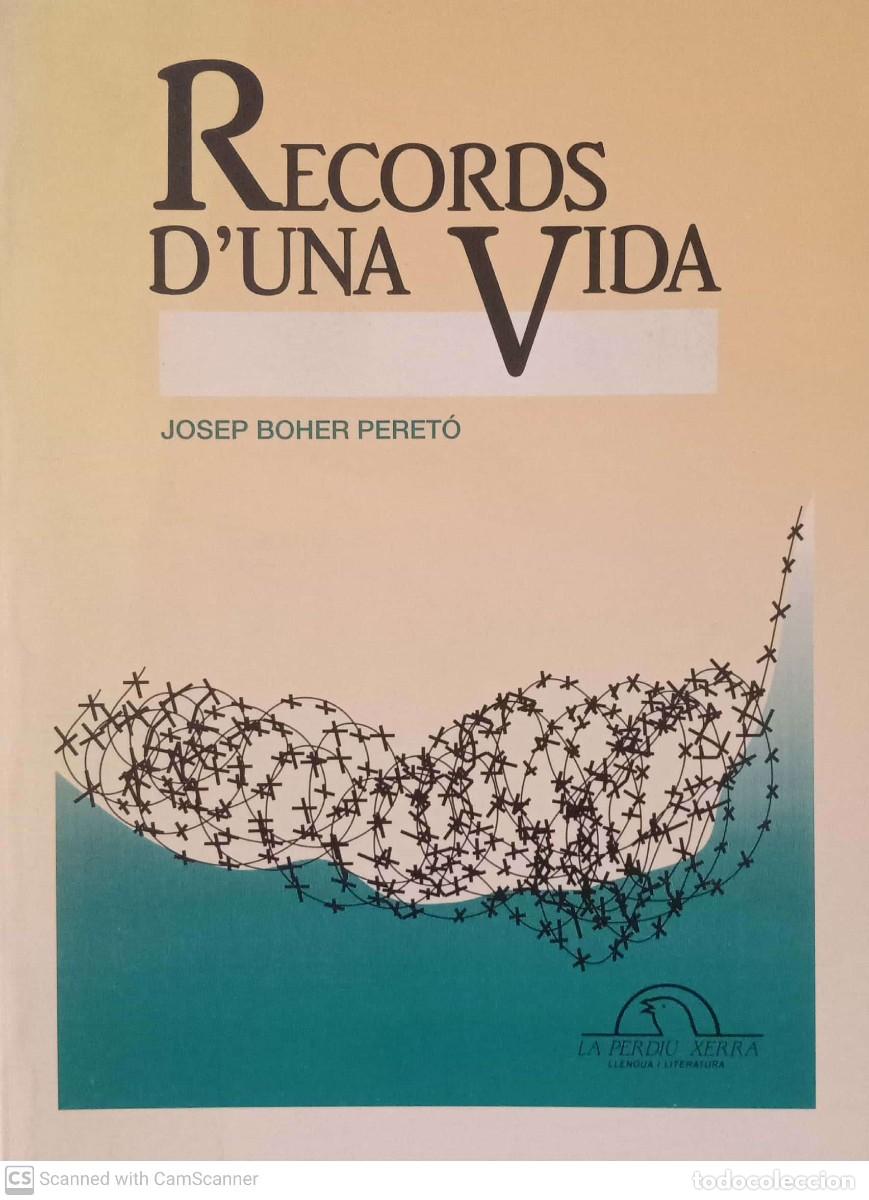 RECORDS
D'UNA VIDA
JOSEP BOHER PERETÓ
LA PERDIU XERRA
LLENGUA I LITERATURA
CS Scanned with CamScanner
todocoleccion